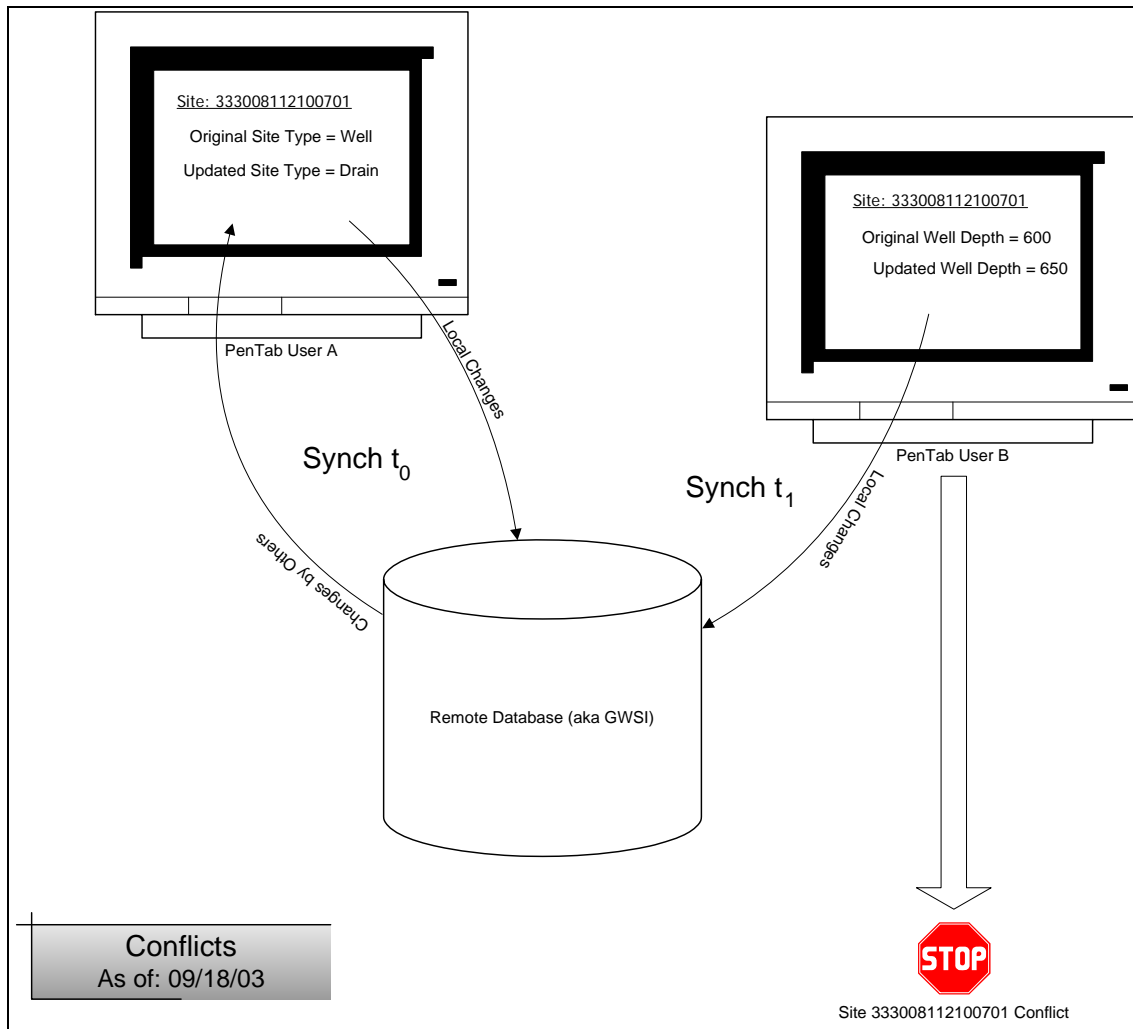 Site: 333008112100701
Original Site Type = Well
Updated Site Type = Drain
PenTab User A
Site: 333008112100701
Original Well Depth = 600
Updated Well Depth = 650
PenTab User B
Local Changes
Synch t0
Changes by Others
Synch t1
Local Changes
Remote Database (aka GWSI)
Conflicts
As of: 09/18/03
STOP
Site 333008112100701 Conflict